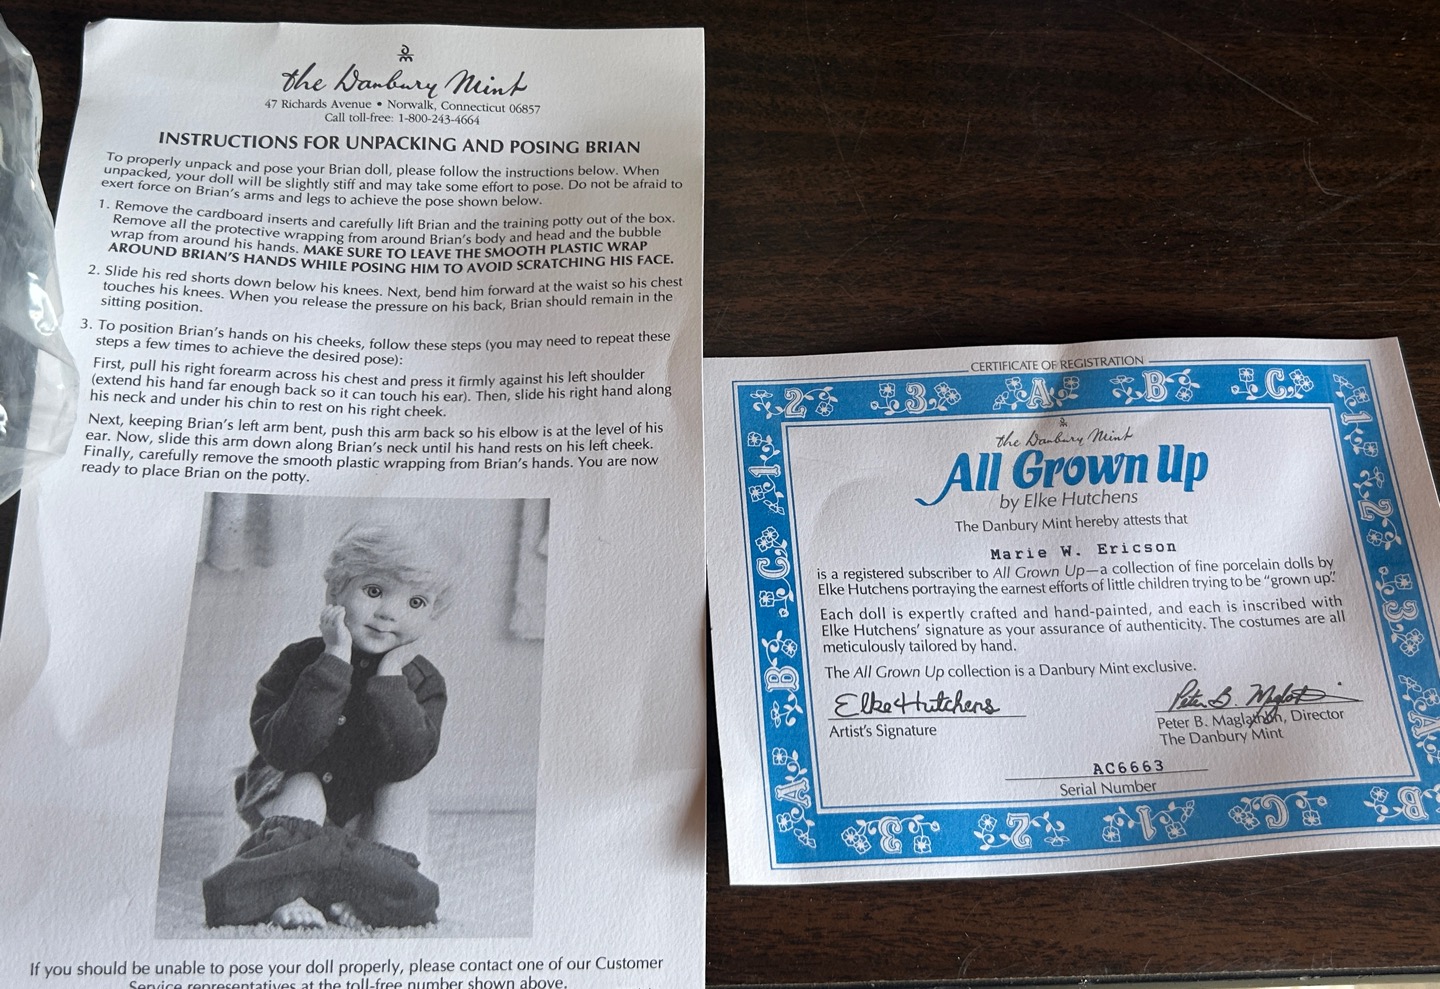 the Danbury Mint
47 Richards Avenue • Norwalk, Connecticut 06857
Call toll-free: 1-800-243-4664
INSTRUCTIONS FOR UNPACKING AND POSING BRIAN
To properly unpack and pose your Brian doll, please follow the instructions below. When
unpacked, your doll will be slightly stiff and may take some effort to pose. Do not be afraid to
exert force on Brian's arms and legs to achieve the pose shown below.
1. Remove the cardboard inserts and carefully lift Brian and the training potty out of the box.
Remove all the protective wrapping from around Brian's body and head and the bubble
wrap from around his hands. MAKE SURE TO LEAVE THE SMOOTH PLASTIC WRAP
AROUND BRIAN'S HANDS WHILE POSING HIM TO AVOID SCRATCHING HIS FACE.
2. Slide his red shorts down below his knees. Next, bend him forward at the waist so his chest
touches his knees. When you release the pressure on his back, Brian should remain in the
sitting position.
3. To position Brian's hands on his cheeks, follow these steps (you may need to repeat these
steps a few times to achieve the desired pose):
First, pull his right forearm across his chest and press it firmly against his left shoulder
(extend his hand far enough back so it can touch his ear). Then, slide his right hand along
his neck and under his chin to rest on his right cheek.
Next, keeping Brian's left arm bent, push this arm back so his elbow is at the level of his
ear. Now, slide this arm down along Brian's neck until his hand rests on his left cheek.
Finally, carefully remove the smooth plastic wrapping from Brian's hands. You are now
ready to place Brian on the potty.
If you should be unable to pose your doll properly, please contact one of our Customer
Service representatives at the toll-free number shown above.
CERTIFICATE OF REGISTRATION
1 2 3 A B C 1 2 3 A B C 1 2 3 A B C
the Danbury Mint
All Grown Up
by Elke Hutchens
The Danbury Mint hereby attests that
Marie W. Ericson
is a registered subscriber to All Grown Up—a collection of fine porcelain dolls by
Elke Hutchens portraying the earnest efforts of little children trying to be "grown up."
Each doll is expertly crafted and hand-painted, and each is inscribed with
Elke Hutchens' signature as your assurance of authenticity. The costumes are all
meticulously tailored by hand.
The All Grown Up collection is a Danbury Mint exclusive.
Elke Hutchens
Artist's Signature
Peter B. Maglathlin
Peter B. Maglathlin, Director
The Danbury Mint
AC6663
Serial Number